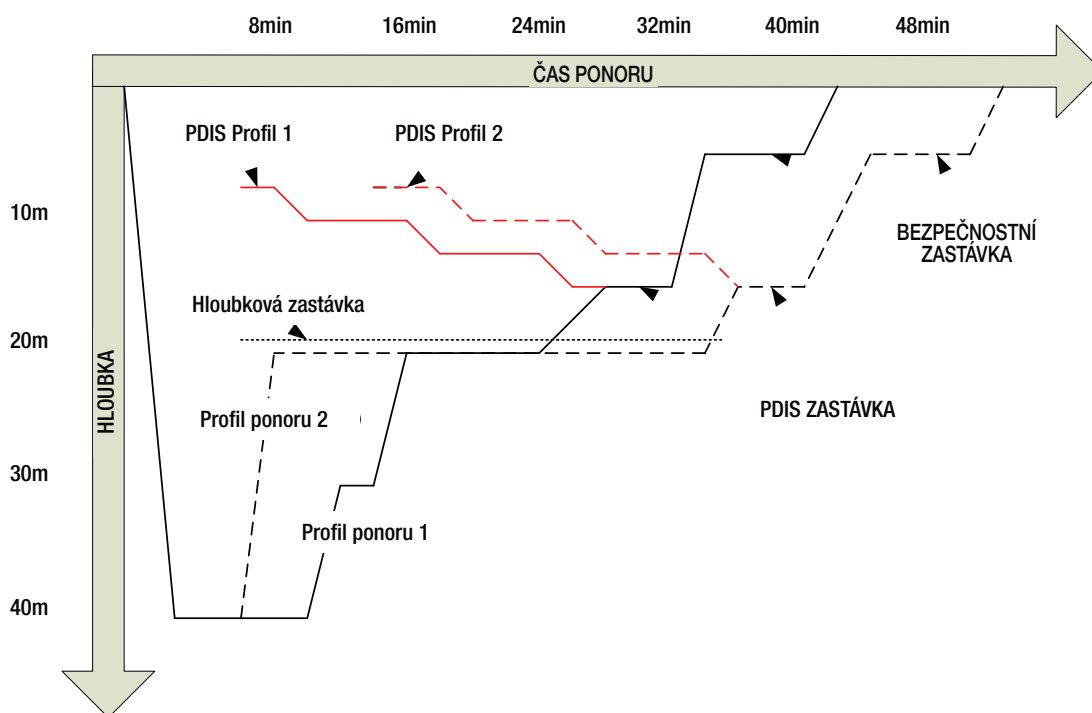 8min 16min 24min 32min 40min 48min
ČAS PONORU
PDIS Profil 1 PDIS Profil 2
10m
BEZPEČNOSTNÍ
ZASTÁVKA
Hloubková zastávka
20m
HLOUBKA
PDIS ZASTÁVKA
Profil ponoru 2
30m
Profil ponoru 1
40m